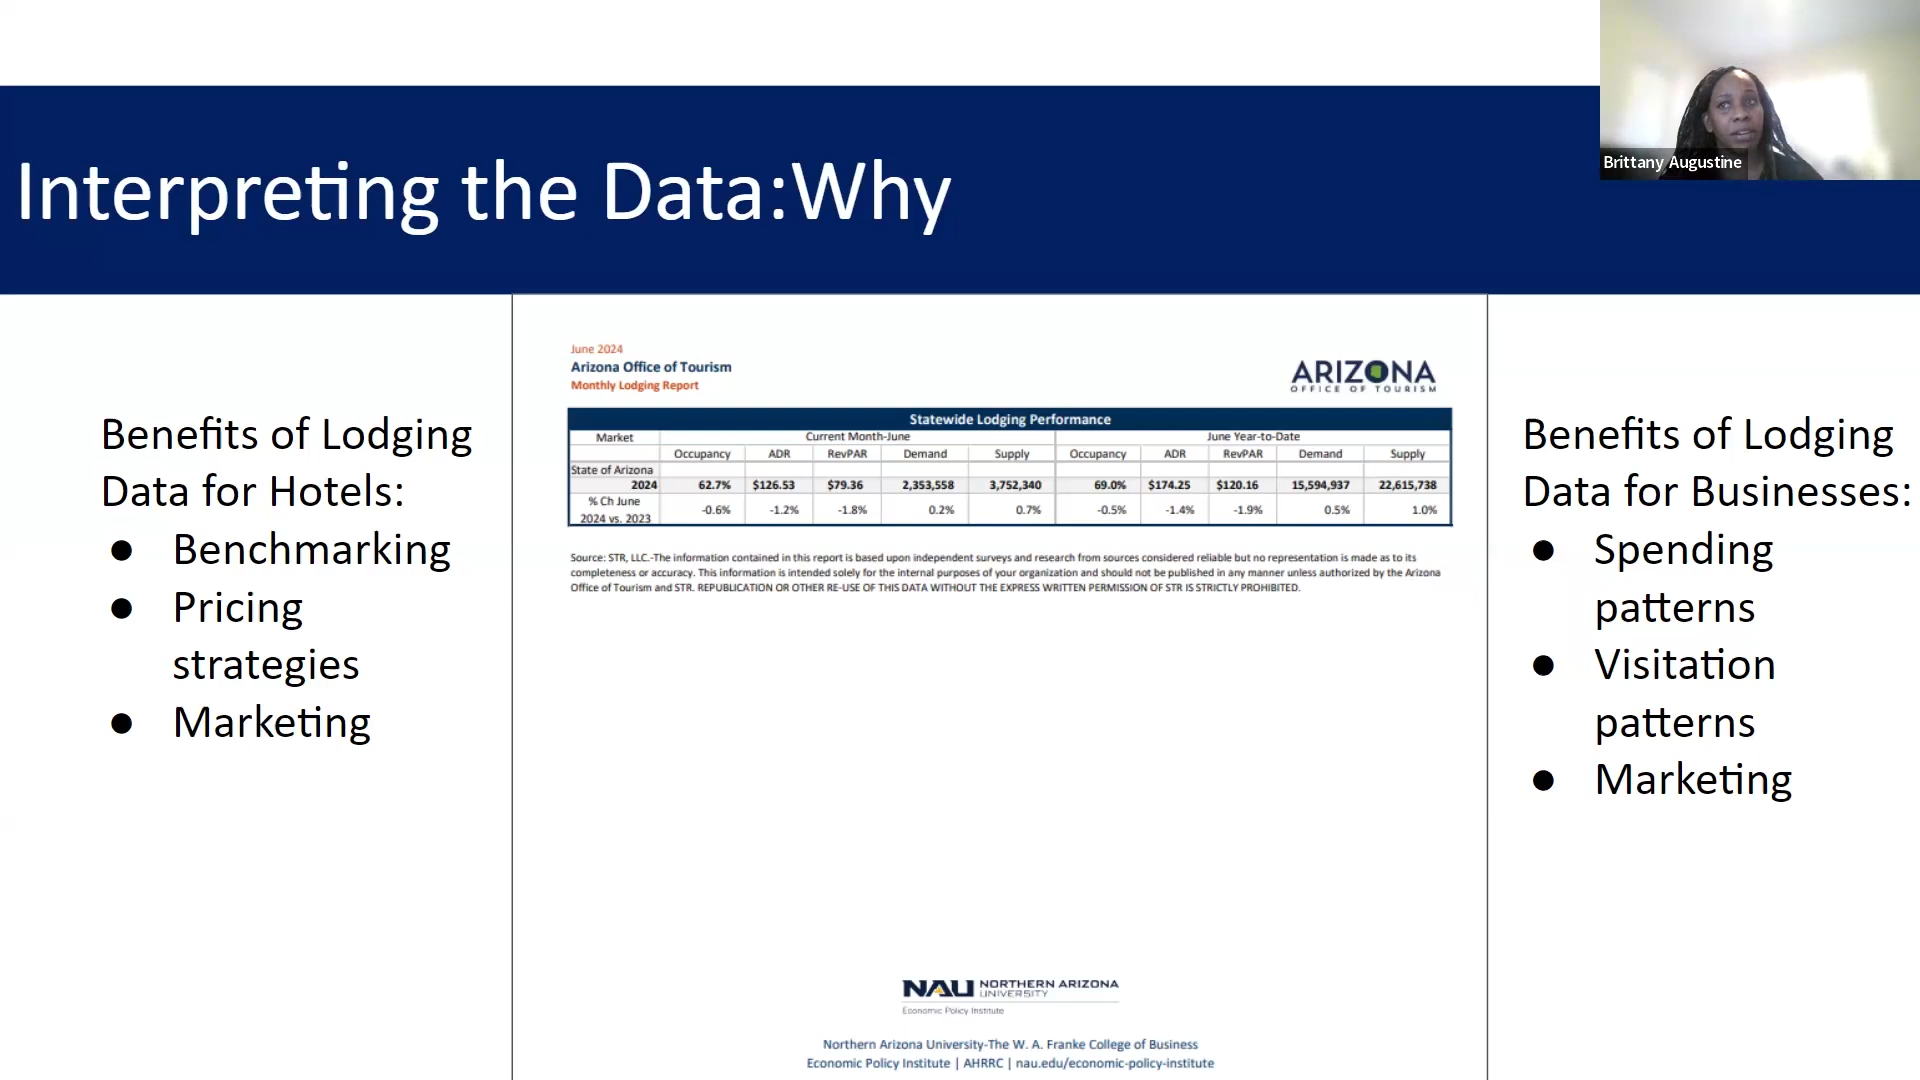 Brittany Augustine
Interpreting the Data:Why
Benefits of Lodging
Data for Hotels:
● Benchmarking
● Pricing
strategies
● Marketing
June 2024
Arizona Office of Tourism
Monthly Lodging Report
ARIZONA
OFFICE OF TOURISM
Statewide Lodging Performance
Market Current Month-June June Year-to-Date
Occupancy ADR RevPAR Demand Supply Occupancy ADR RevPAR Demand Supply
State of Arizona
2024 62.7% $126.53 $79.36 2,353,558 3,752,340 69.0% $174.25 $120.16 15,594,937 22,615,738
% Ch June
2024 vs. 2023 -0.6% -1.2% -1.8% 0.2% 0.7% -0.5% -1.4% -1.9% 0.5% 1.0%
Source: STR, LLC.-The information contained in this report is based upon independent surveys and research from sources considered reliable but no representation is made as to its
completeness or accuracy. This information is intended solely for the internal purposes of your organization and should not be published in any manner unless authorized by the Arizona
Office of Tourism and STR. REPUBLICATION OR OTHER RE-USE OF THIS DATA WITHOUT THE EXPRESS WRITTEN PERMISSION OF STR IS STRICTLY PROHIBITED.
NAU NORTHERN ARIZONA
UNIVERSITY
Economic Policy Institute
Northern Arizona University-The W. A. Franke College of Business
Economic Policy Institute | AHRRC | nau.edu/economic-policy-institute
Benefits of Lodging
Data for Businesses:
● Spending
patterns
● Visitation
patterns
● Marketing